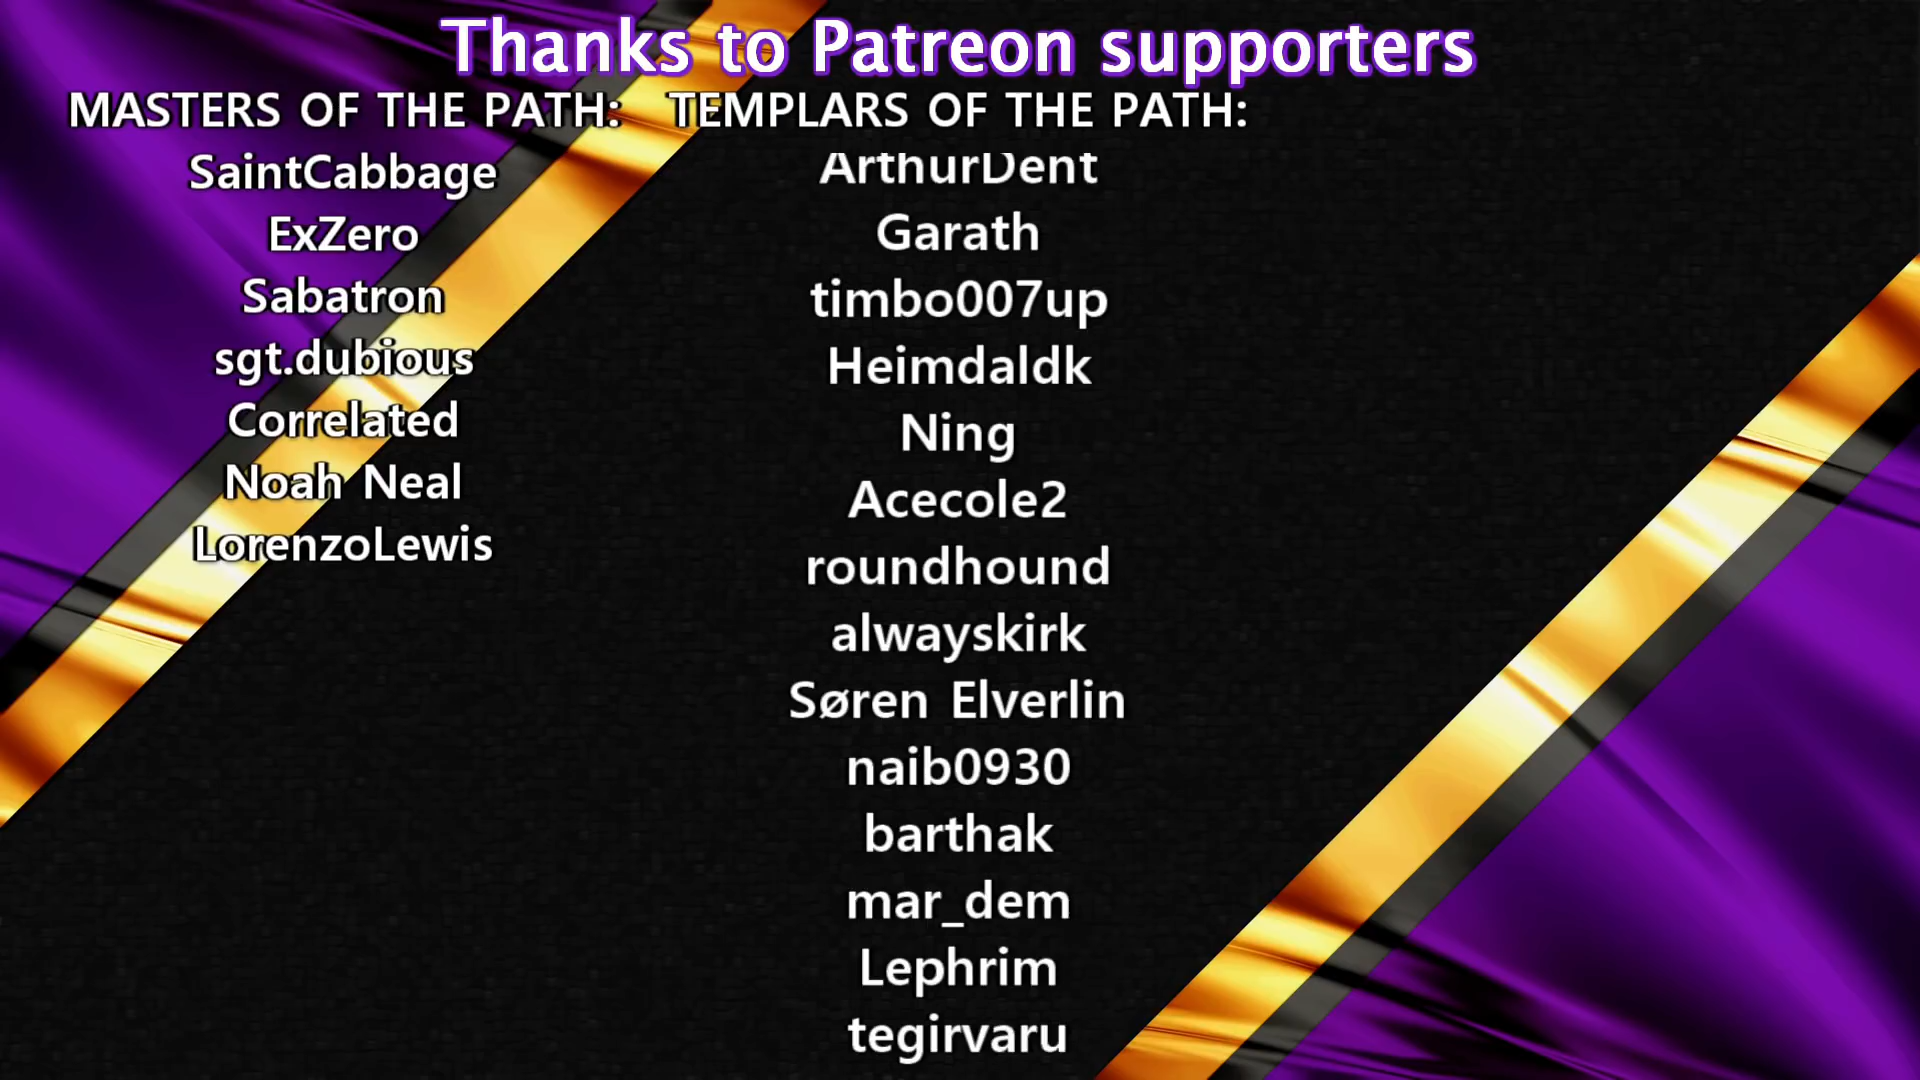 Thanks to Patreon supporters
MASTERS OF THE PATH:
SaintCabbage
ExZero
Sabatron
sgt.dubious
Correlated
Noah Neal
LorenzoLewis
TEMPLARS OF THE PATH:
ArthurDent
Garath
timbo007up
Heimdaldk
Ning
Acecole2
roundhound
alwayskirk
Søren Elverlin
naib0930
barthak
mar_dem
Lephrim
tegirvaru